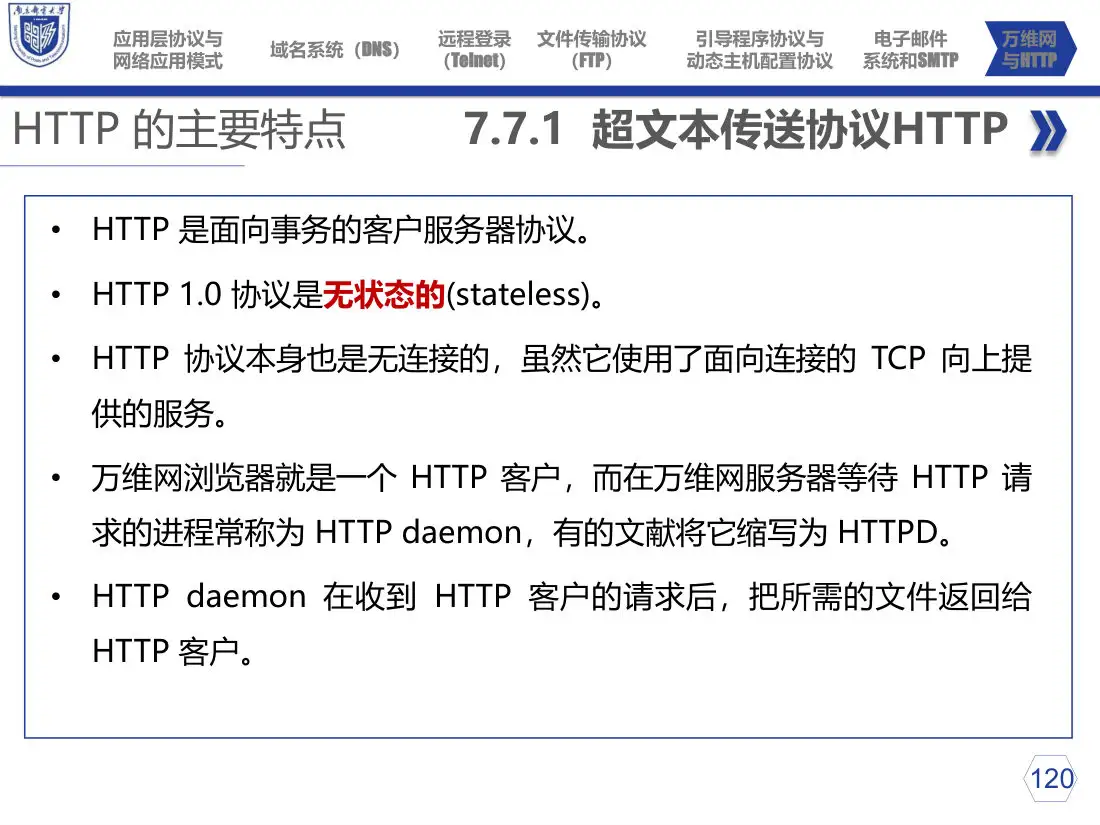 南京邮电大学
应用层协议与
网络应用模式
域名系统（DNS）
远程登录
（Telnet）
文件传输协议
（FTP）
引导程序协议与
动态主机配置协议
电子邮件
系统和SMTP
万维网
与HTTP
HTTP 的主要特点
7.7.1 超文本传送协议HTTP
• HTTP 是面向事务的客户服务器协议。
• HTTP 1.0 协议是无状态的(stateless)。
• HTTP 协议本身也是无连接的，虽然它使用了面向连接的 TCP 向上提
供的服务。
• 万维网浏览器就是一个 HTTP 客户，而在万维网服务器等待 HTTP 请
求的进程常称为 HTTP daemon，有的文献将它缩写为 HTTPD。
• HTTP daemon 在收到 HTTP 客户的请求后，把所需的文件返回给
HTTP 客户。
120